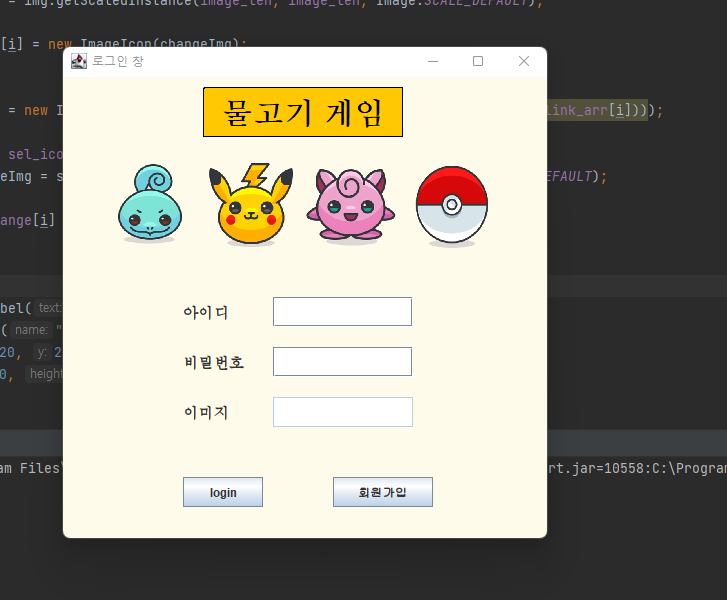 = img.getScaledInstance(image_len, image_len, Image.SCALE_DEFAULT);
[i] = new ImageIcon(changeImg);
로그인 창
물고기 게임
= new I
link_arr[i])));
sel_ico
eImg = s
EFAULT);
ange[i]
아이디
bel( text:
( name: "
비밀번호
20, y: 2
0, height
이미지
am Files\
rt.jar=10558:C:\Program
login
회원가입